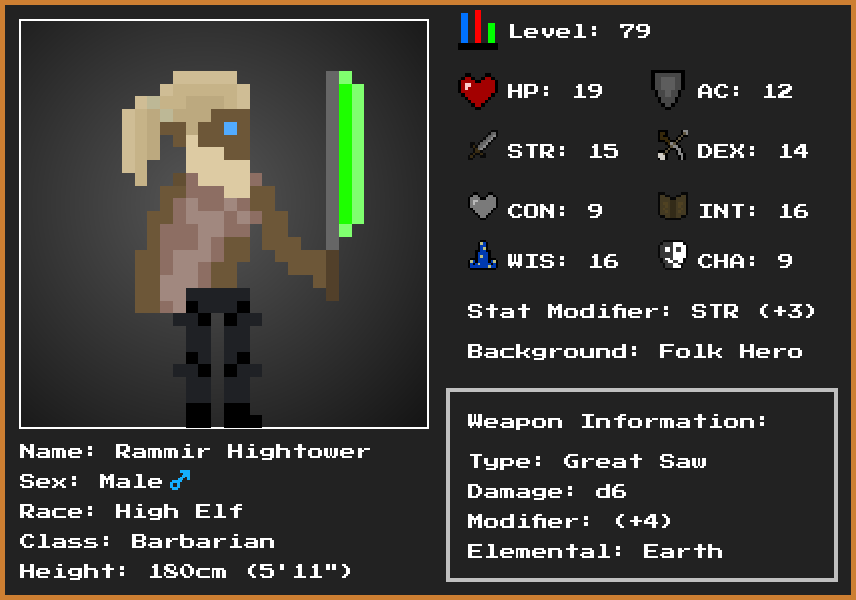 Level: 79
HP: 19 AC: 12
STR: 15 DEX: 14
CON: 9 INT: 16
WIS: 16 CHA: 9
Stat Modifier: STR (+3)
Background: Folk Hero
Weapon Information:
Type: Great Saw
Damage: d6
Modifier: (+4)
Elemental: Earth
Name: Rammir Hightower
Sex: Male♂
Race: High Elf
Class: Barbarian
Height: 180cm (5'11")